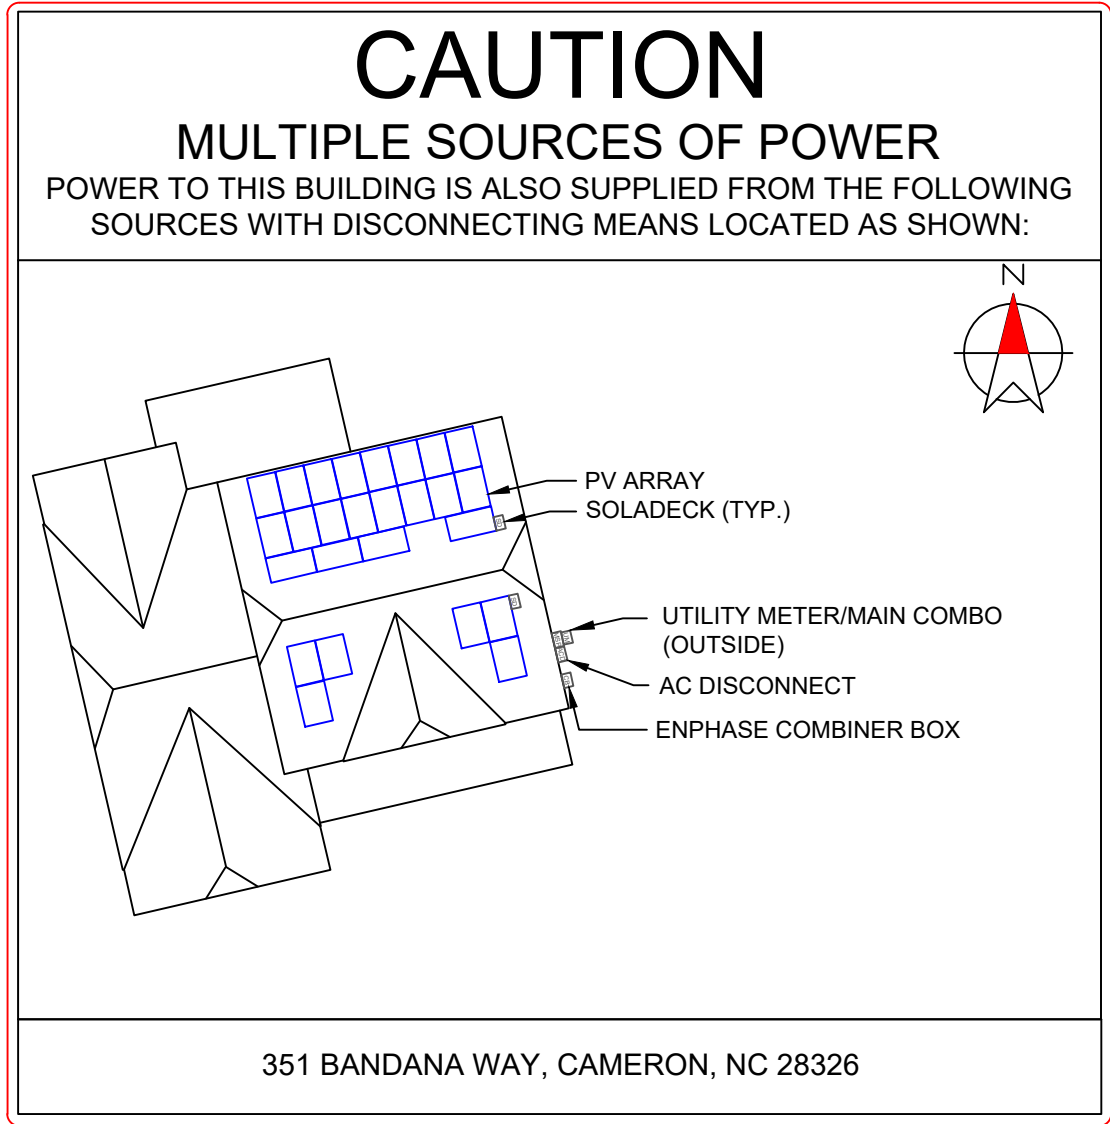 CAUTION
MULTIPLE SOURCES OF POWER
POWER TO THIS BUILDING IS ALSO SUPPLIED FROM THE FOLLOWING
SOURCES WITH DISCONNECTING MEANS LOCATED AS SHOWN:
N
PV ARRAY
SOLADECK (TYP.)
UTILITY METER/MAIN COMBO
(OUTSIDE)
AC DISCONNECT
ENPHASE COMBINER BOX
351 BANDANA WAY, CAMERON, NC 28326